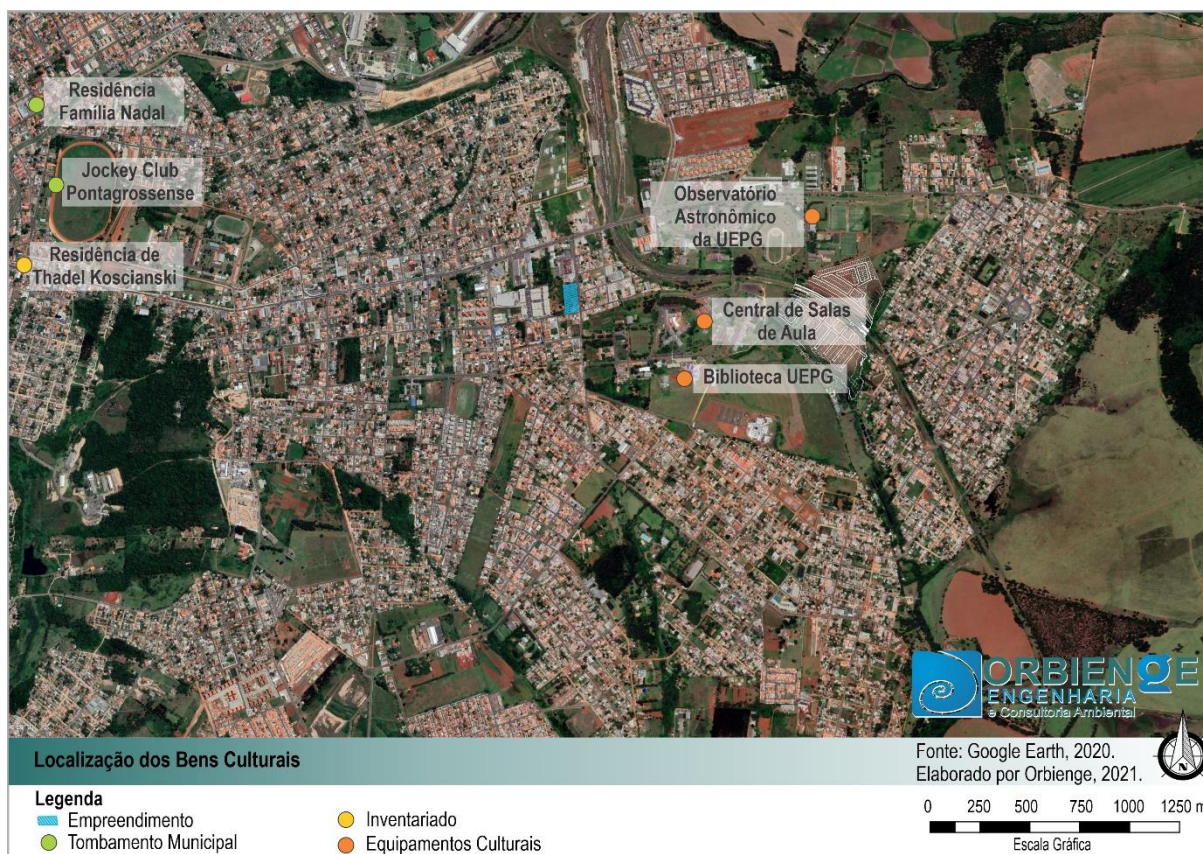 Residência
Família Nadal
Jockey Club
Pontagrossense
Residência de
Thadel Koscianski
Observatório
Astronômico
da UEPG
Central de Salas
de Aula
Biblioteca UEPG
ORBIENGE
ENGENHARIA
e Consultoria Ambiental
Localização dos Bens Culturais
Fonte: Google Earth, 2020.
Elaborado por Orbienge, 2021.
N
Legenda
Empreendimento
Tombamento Municipal
Inventariado
Equipamentos Culturais
0 250 500 750 1000 1250 m
Escala Gráfica